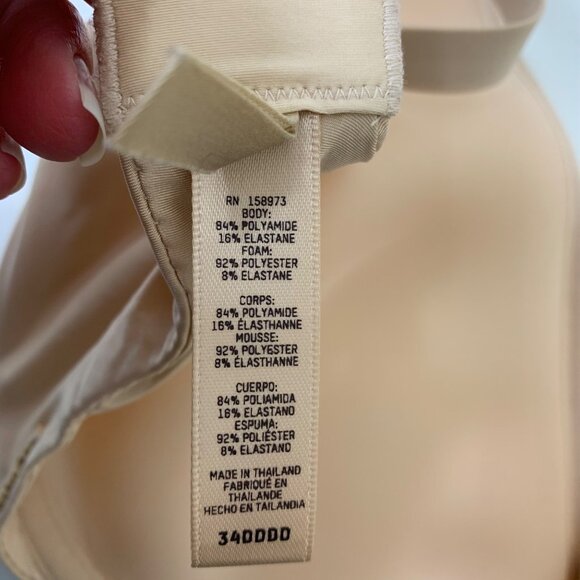 RN 158973
BODY:
84% POLYAMIDE
16% ELASTANE
FOAM:
92% POLYESTER
8% ELASTANE
CORPS:
84% POLYAMIDE
16% ÉLASTHANNE
MOUSSE:
92% POLYESTER
8% ÉLASTHANNE
CUERPO:
84% POLIAMIDA
16% ELASTANO
ESPUMA:
92% POLIÉSTER
8% ELASTANO
MADE IN THAILAND
FABRIQUÉ EN
THAÏLANDE
HECHO EN TAILANDIA
34DDDD